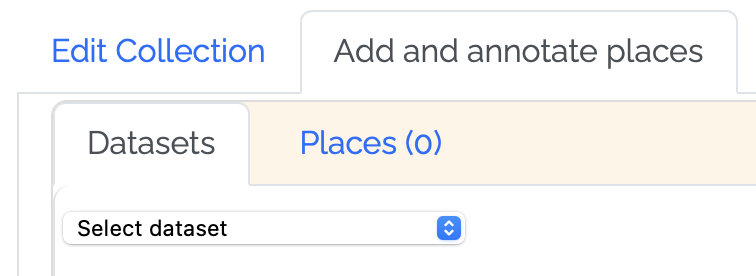 Edit Collection Add and annotate places
Datasets Places (0)
Select dataset